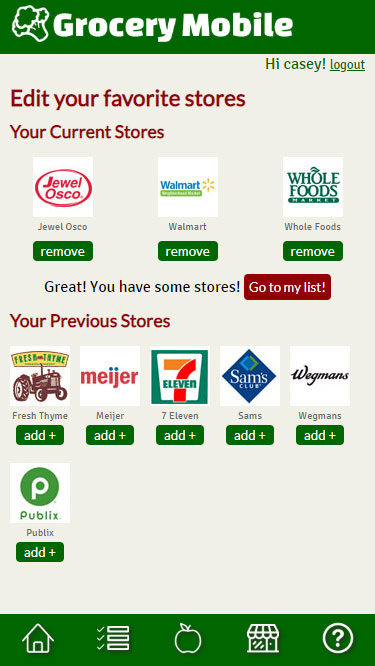 Grocery Mobile
Hi casey! logout
Edit your favorite stores
Your Current Stores
Jewel
Osco
Walmart
Neighborhood Market
WHOLE
FOODS
MARKET
Jewel Osco
Walmart
Whole Foods
remove
remove
remove
Great! You have some stores! Go to my list!
Your Previous Stores
FRESH THYME
meijer
7
ELEVEN
Sam's
CLUB
Wegmans
Fresh Thyme
Meijer
7 Eleven
Sams
Wegmans
add +
add +
add +
add +
add +
p
Publix
Publix
add +
?